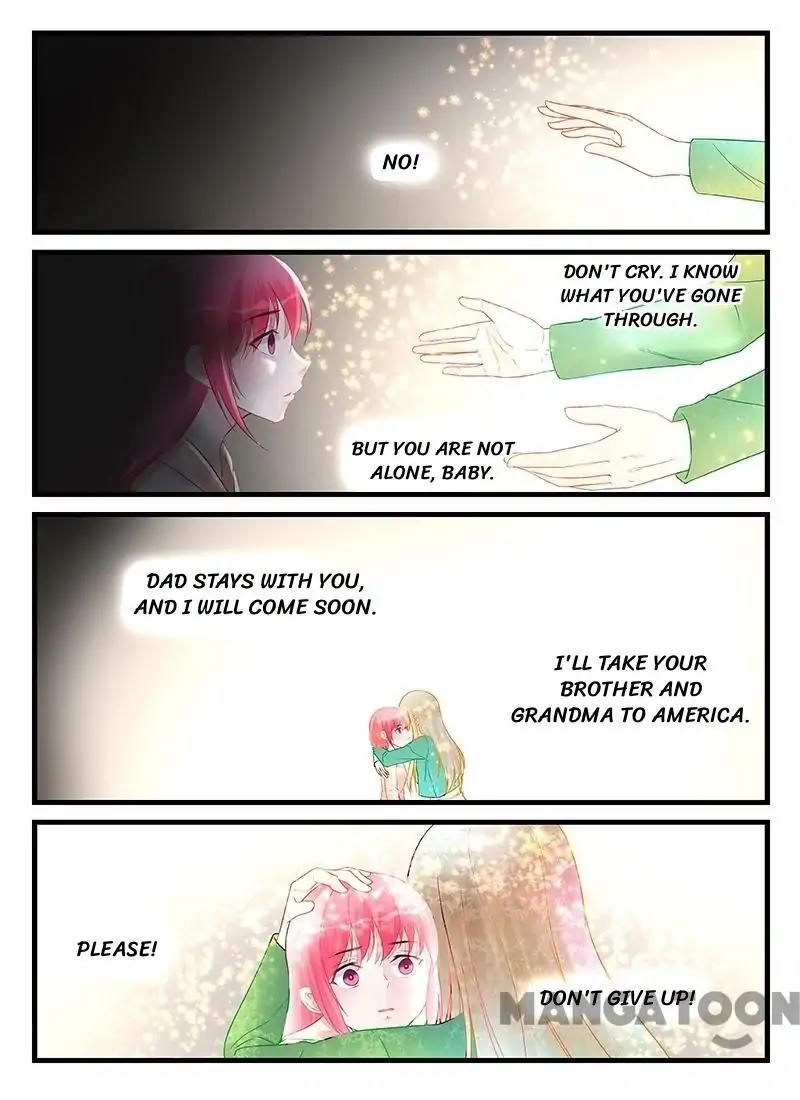 NO!
DON'T CRY. I KNOW
WHAT YOU'VE GONE
THROUGH.
BUT YOU ARE NOT
ALONE, BABY.
DAD STAYS WITH YOU,
AND I WILL COME SOON.
I'LL TAKE YOUR
BROTHER AND
GRANDMA TO AMERICA.
PLEASE!
DON'T GIVE UP!
MANGATOON